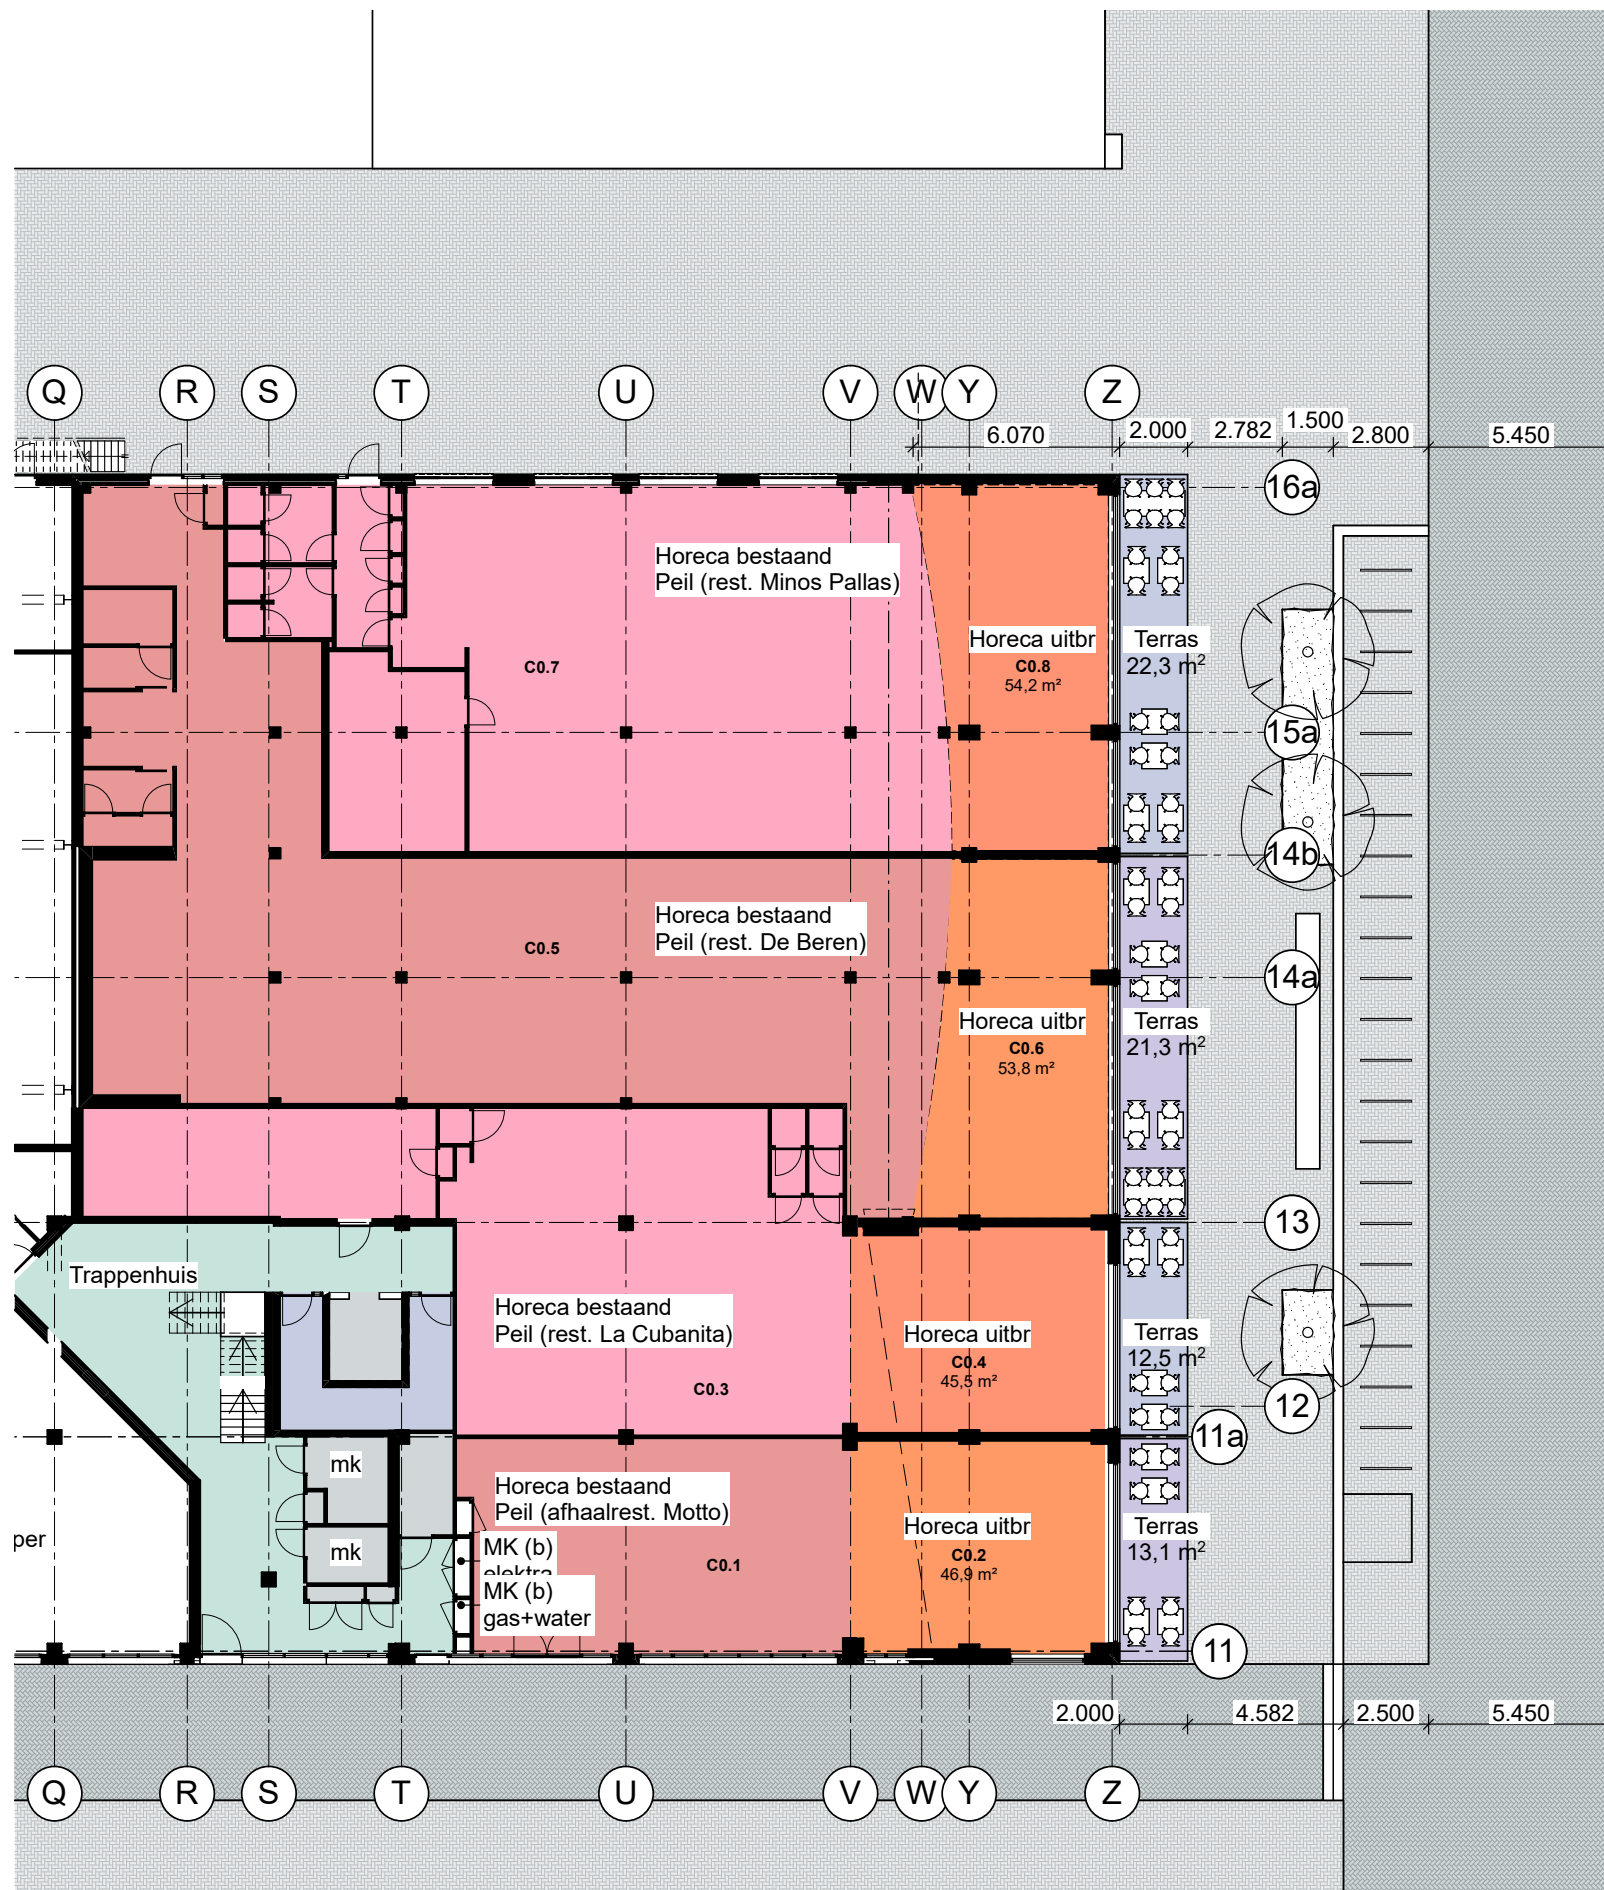 Q R S T U V W Y Z
6.070 2.000 2.782 1.500 2.800 5.450
16a
Horeca bestaand
Peil (rest. Minos Pallas)
Horeca uitbr
C0.8
54,2 m²
Terras
22,3 m²
C0.7
15a
14b
Horeca bestaand
Peil (rest. De Beren)
C0.5
14a
Horeca uitbr
C0.6
53,8 m²
Terras
21,3 m²
13
Trappenhuis
Horeca bestaand
Peil (rest. La Cubanita)
Horeca uitbr
C0.4
45,5 m²
Terras
12,5 m²
C0.3
12
11a
mk
Horeca bestaand
Peil (afhaalrest. Motto)
Horeca uitbr
C0.2
46,9 m²
Terras
13,1 m²
per
mk
MK (b)
elektra
MK (b)
gas+water
C0.1
11
2.000 4.582 2.500 5.450
Q R S T U V W Y Z